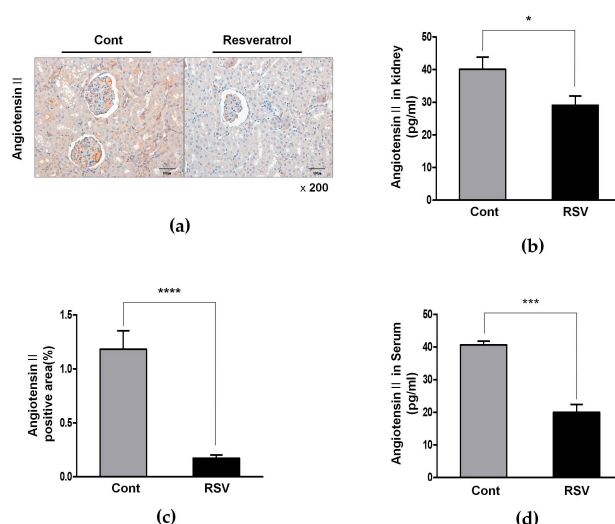 Cont
Resveratrol
Angiotensin Ⅱ
x 200
(a)
*
Angiotensin Ⅱ in kidney
(pg/ml)
50
40
30
20
10
0
Cont
RSV
(b)
****
Angiotensin Ⅱ
positive area(%)
1.5
1.0
0.5
0.0
Cont
RSV
(c)
***
Angiotensin Ⅱ in Serum
(pg/ml)
50
40
30
20
10
0
Cont
RSV
(d)